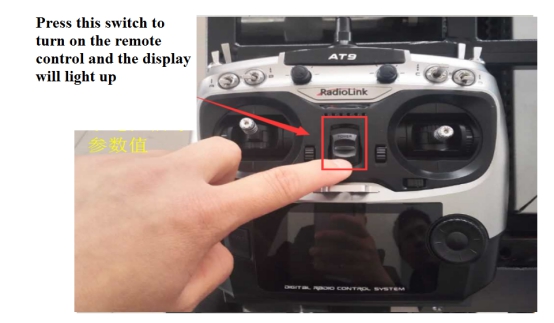 Press this switch to
turn on the remote
control and the display
will light up
AT9
RadioLink
参数值
DIGITAL RADIO CONTROL SYSTEM